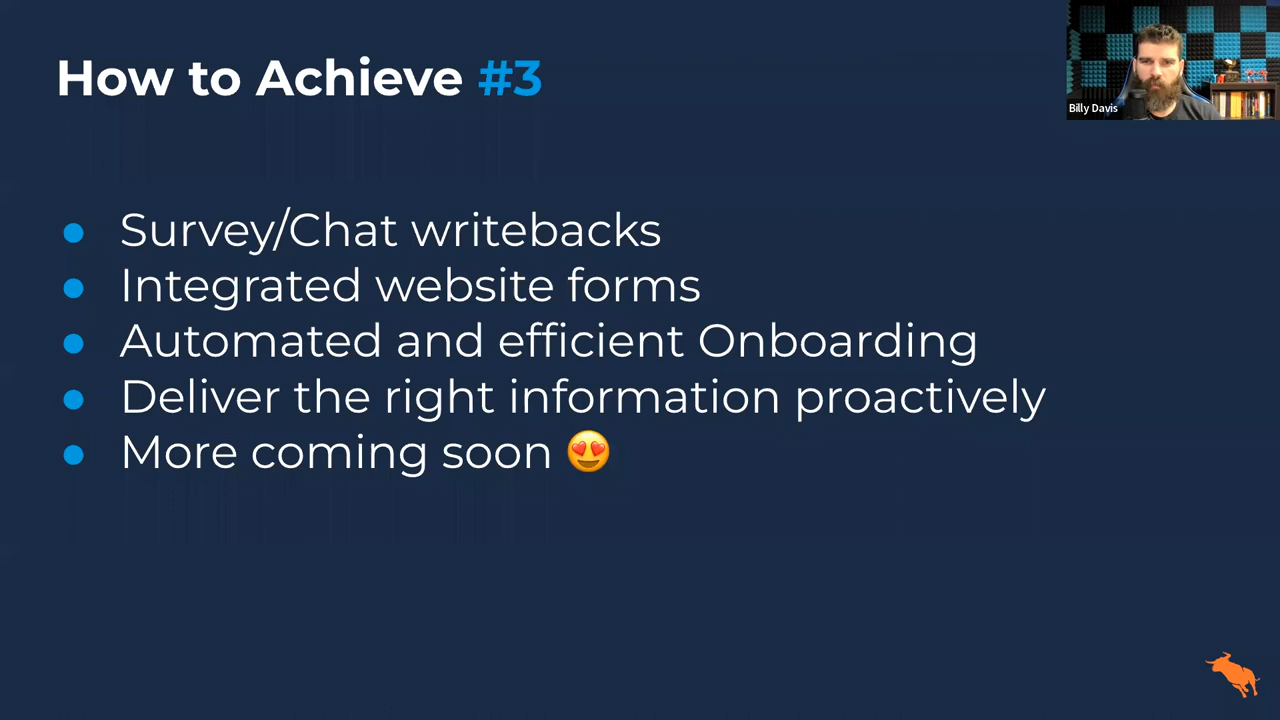 How to Achieve #3
Billy Davis
● Survey/Chat writebacks
● Integrated website forms
● Automated and efficient Onboarding
● Deliver the right information proactively
● More coming soon 😍